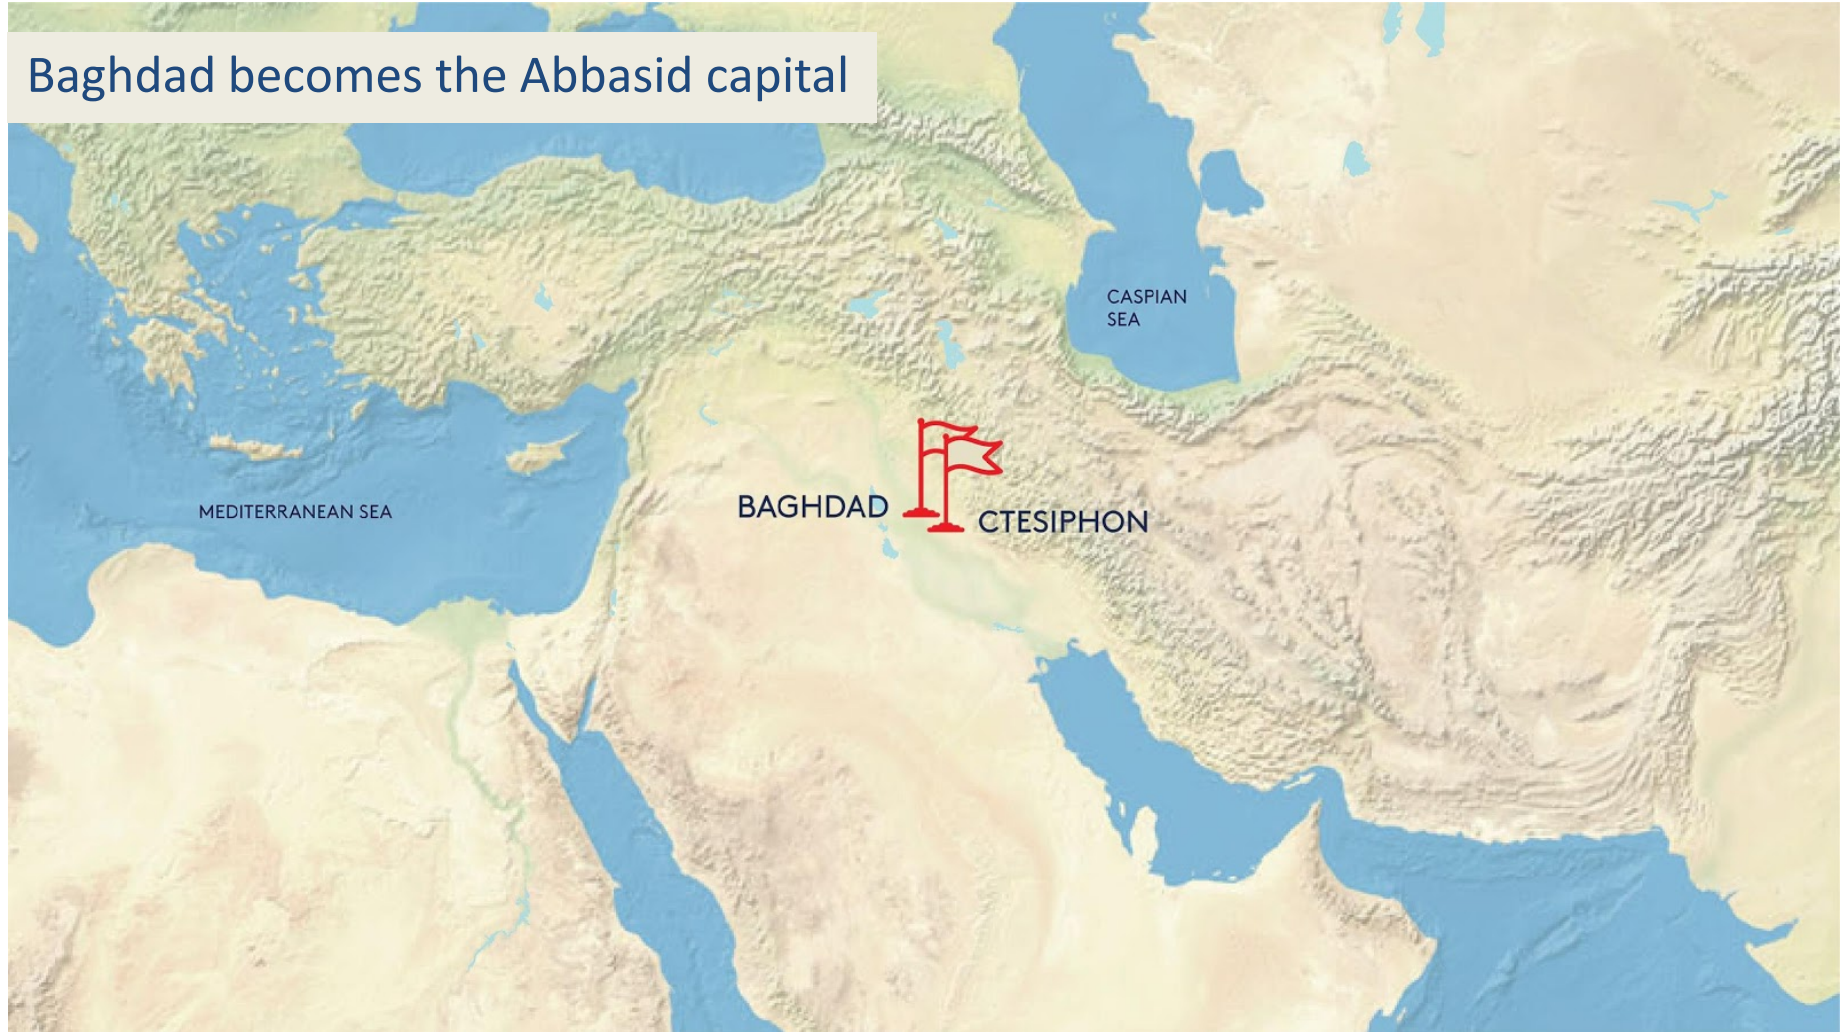 Baghdad becomes the Abbasid capital
CASPIAN
SEA
MEDITERRANEAN SEA
BAGHDAD
CTESIPHON